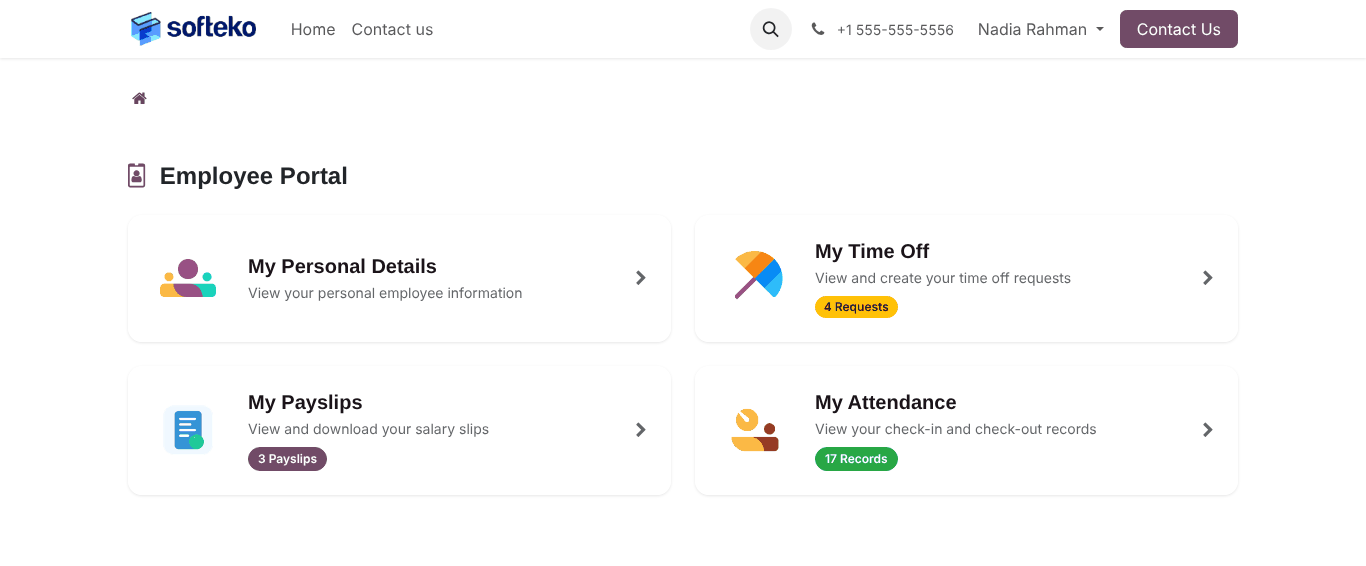 softeko
Home
Contact us
+1 555-555-5556
Nadia Rahman
Contact Us
Employee Portal
My Personal Details
View your personal employee information
My Time Off
View and create your time off requests
4 Requests
My Payslips
View and download your salary slips
3 Payslips
My Attendance
View your check-in and check-out records
17 Records